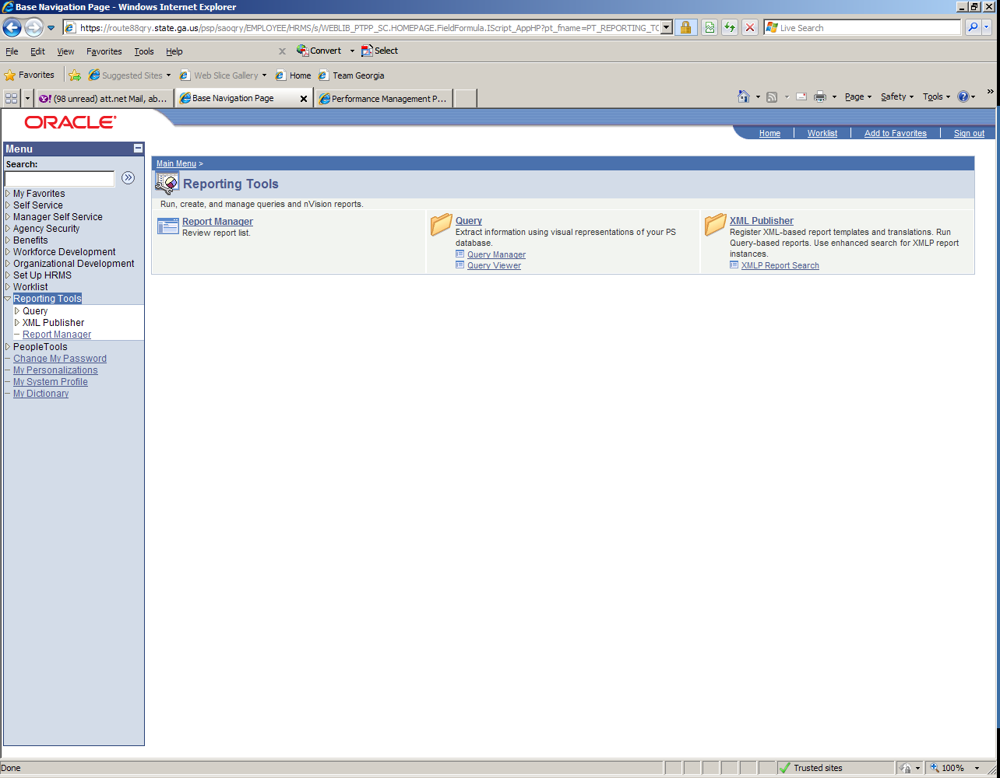 Base Navigation Page - Windows Internet Explorer
https://route88qry.state.ga.us/psp/saoqry/EMPLOYEE/HRMS/s/WEBLIB_PTPP_SC.HOMEPAGE.FieldFormula.IScript_AppHP?pt_fname=PT_REPORTING_TO
Live Search
File Edit View Favorites Tools Help x Convert Select
Favorites Suggested Sites Web Slice Gallery Home Team Georgia
(98 unread) att.net Mail, ab... Base Navigation Page Performance Management P... Page Safety Tools »
ORACLE®
Home Worklist Add to Favorites Sign out
Menu
Search:
My Favorites
Self Service
Manager Self Service
Agency Security
Benefits
Workforce Development
Organizational Development
Set Up HRMS
Worklist
Reporting Tools
Query
XML Publisher
Report Manager
PeopleTools
Change My Password
My Personalizations
My System Profile
My Dictionary
Main Menu >
Reporting Tools
Run, create, and manage queries and nVision reports.
Report Manager
Review report list.
Query
Extract information using visual representations of your PS
database.
Query Manager
Query Viewer
XML Publisher
Register XML-based report templates and translations. Run
Query-based reports. Use enhanced search for XMLP report
instances.
XMLP Report Search
Done Trusted sites 100%